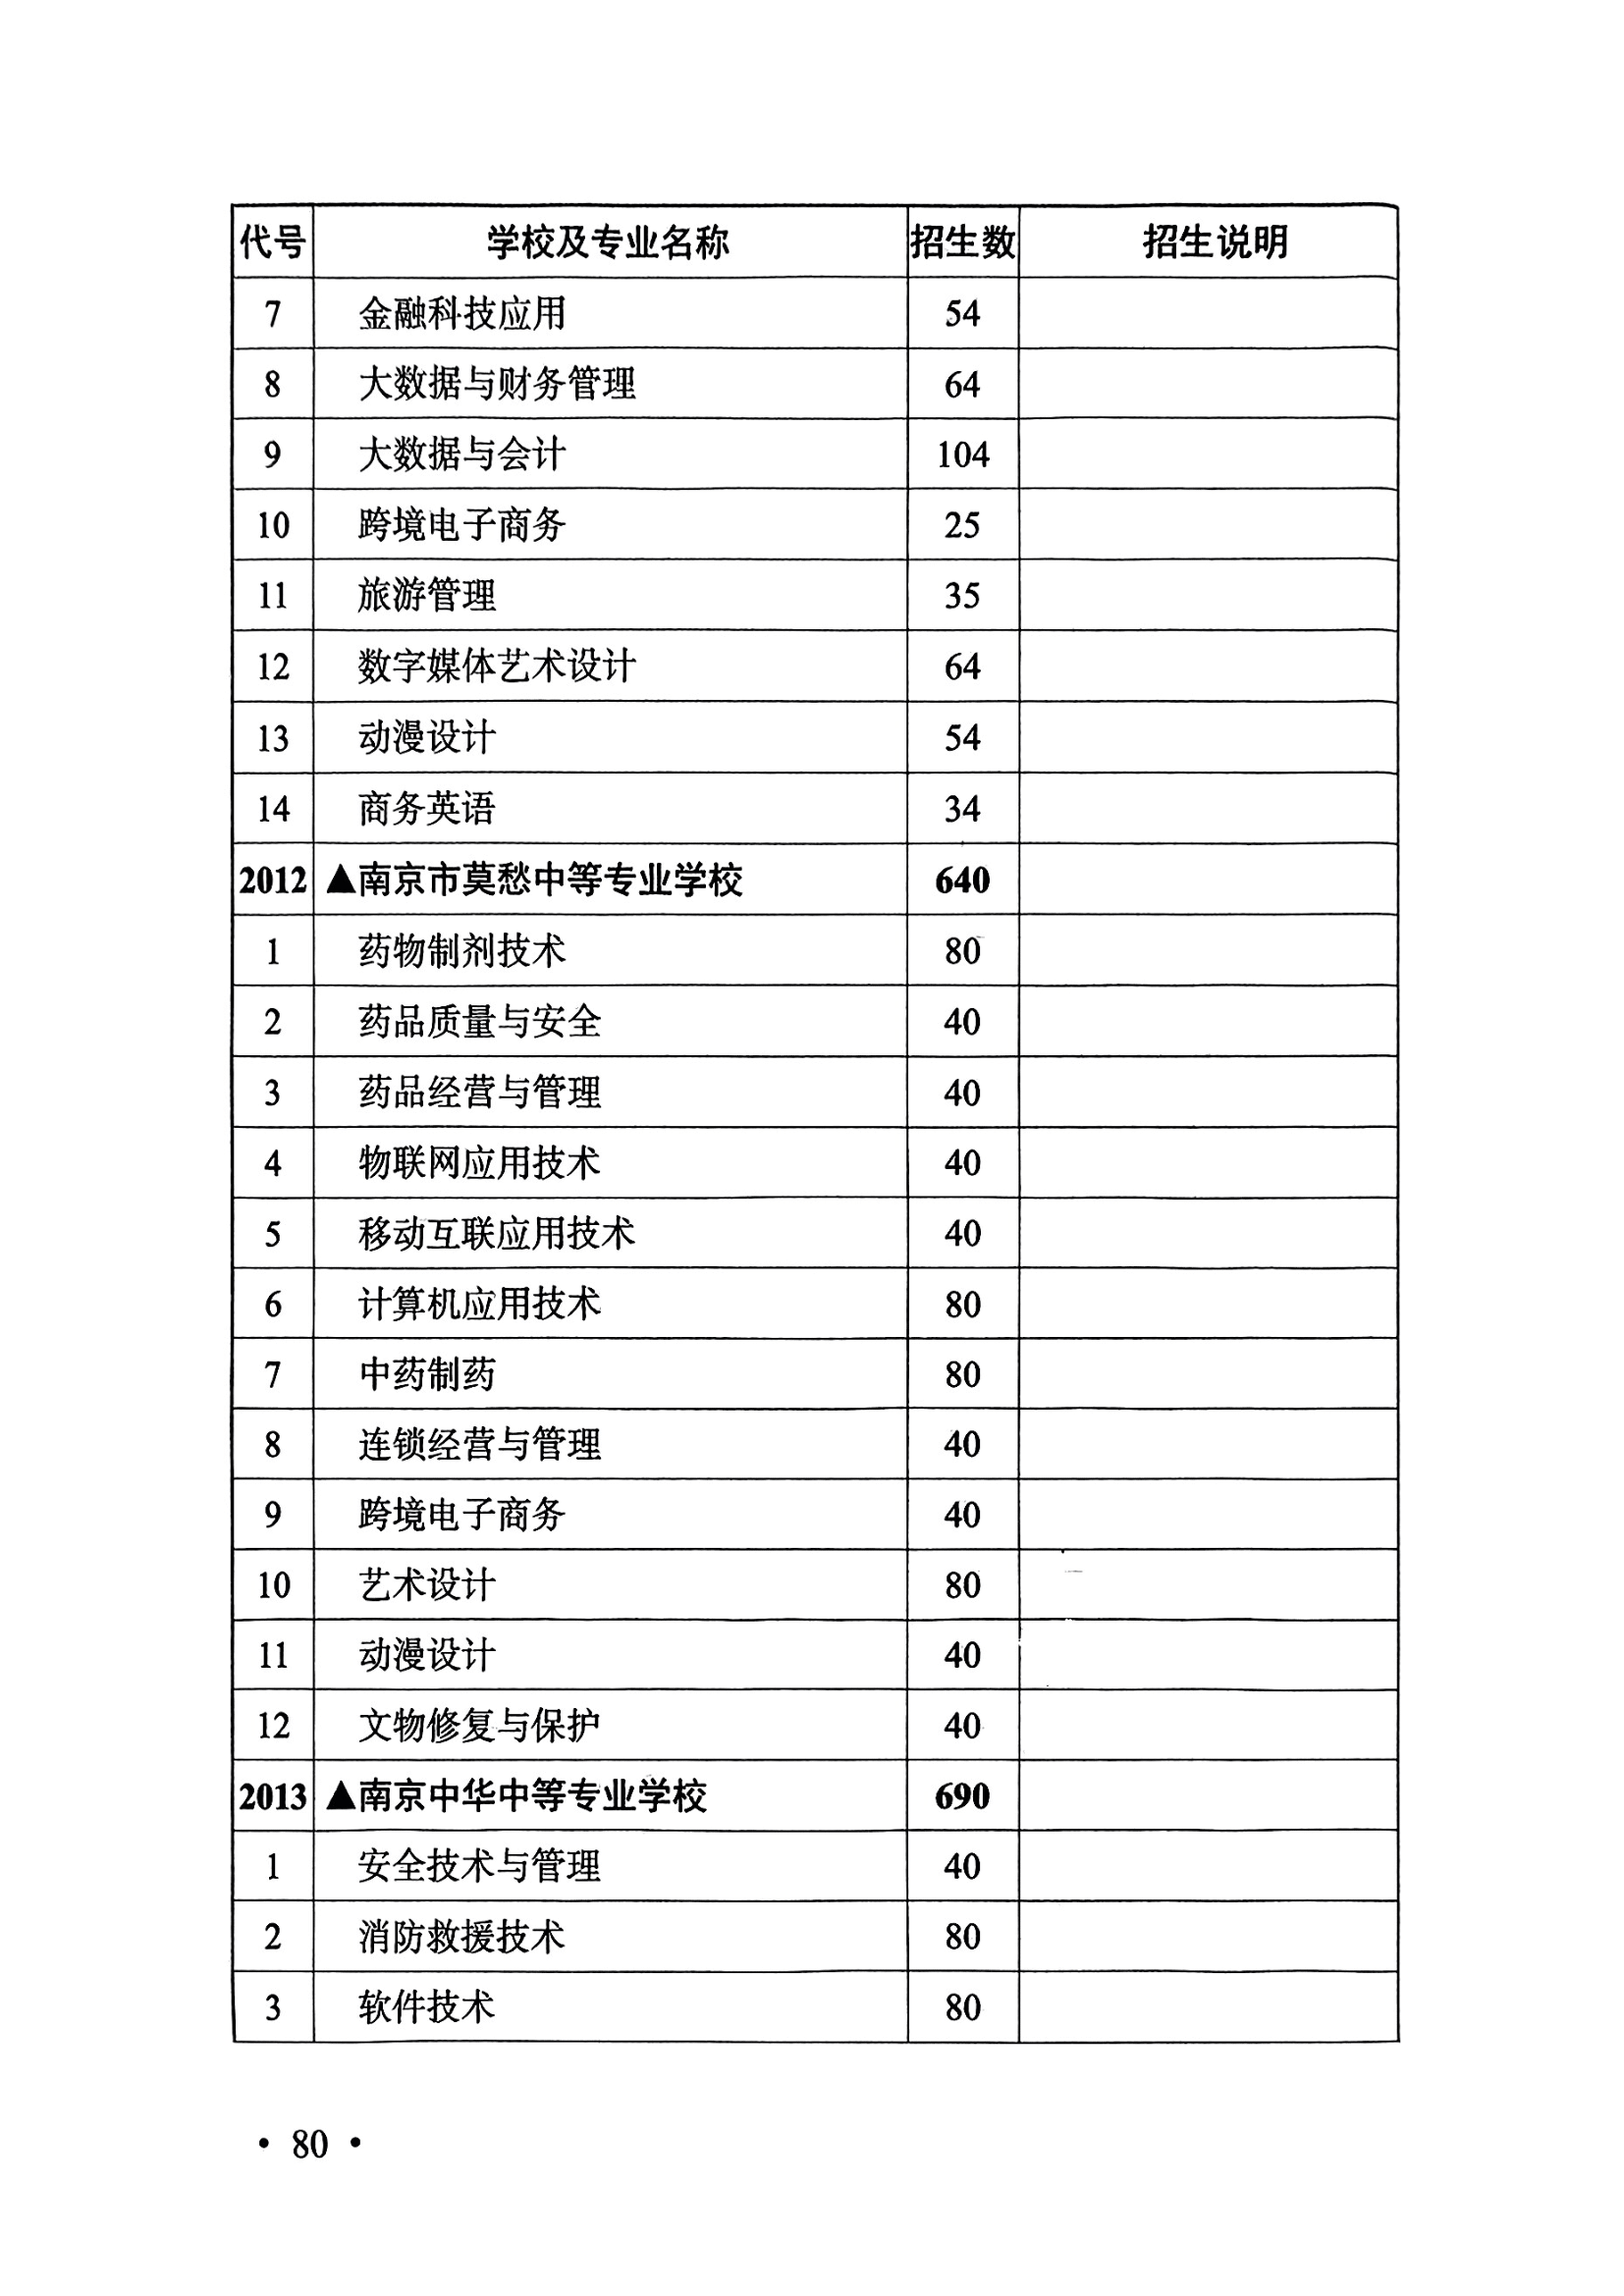 代号 学校及专业名称 招生数 招生说明
7 金融科技应用 54
8 大数据与财务管理 64
9 大数据与会计 104
10 跨境电子商务 25
11 旅游管理 35
12 数字媒体艺术设计 64
13 动漫设计 54
14 商务英语 34
2012 ▲南京市莫愁中等专业学校 640
1 药物制剂技术 80
2 药品质量与安全 40
3 药品经营与管理 40
4 物联网应用技术 40
5 移动互联应用技术 40
6 计算机应用技术 80
7 中药制药 80
8 连锁经营与管理 40
9 跨境电子商务 40
10 艺术设计 80
11 动漫设计 40
12 文物修复与保护 40
2013 ▲南京中华中等专业学校 690
1 安全技术与管理 40
2 消防救援技术 80
3 软件技术 80
• 80 •